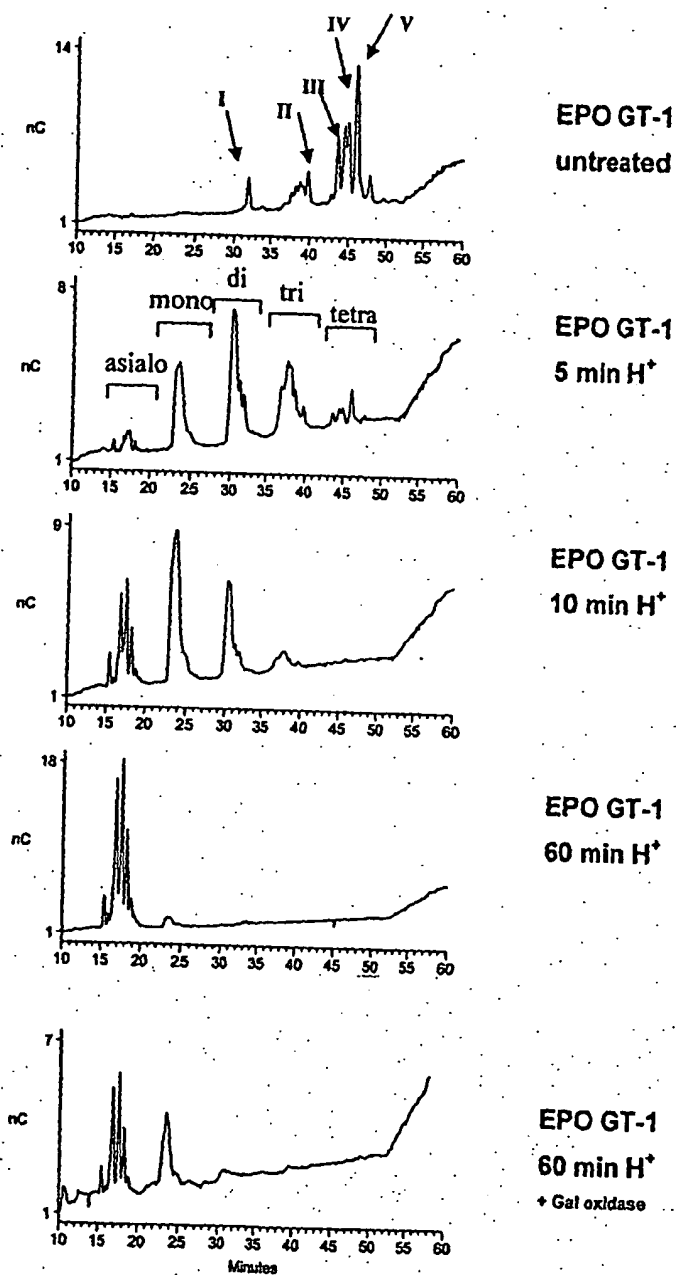 IV V
I II III
14
nC
1
10 15 20 25 30 35 40 45 50 55 60
EPO GT-1
untreated
di
mono tri
asialo tetra
8
nC
1
10 15 20 25 30 35 40 45 50 55 60
EPO GT-1
5 min H⁺
9
nC
1
10 15 20 25 30 35 40 45 50 55 60
EPO GT-1
10 min H⁺
18
nC
1
10 15 20 25 30 35 40 45 50 55 60
EPO GT-1
60 min H⁺
7
nC
1
10 15 20 25 30 35 40 45 50 55 60
Minutes
EPO GT-1
60 min H⁺
+ Gal oxidase